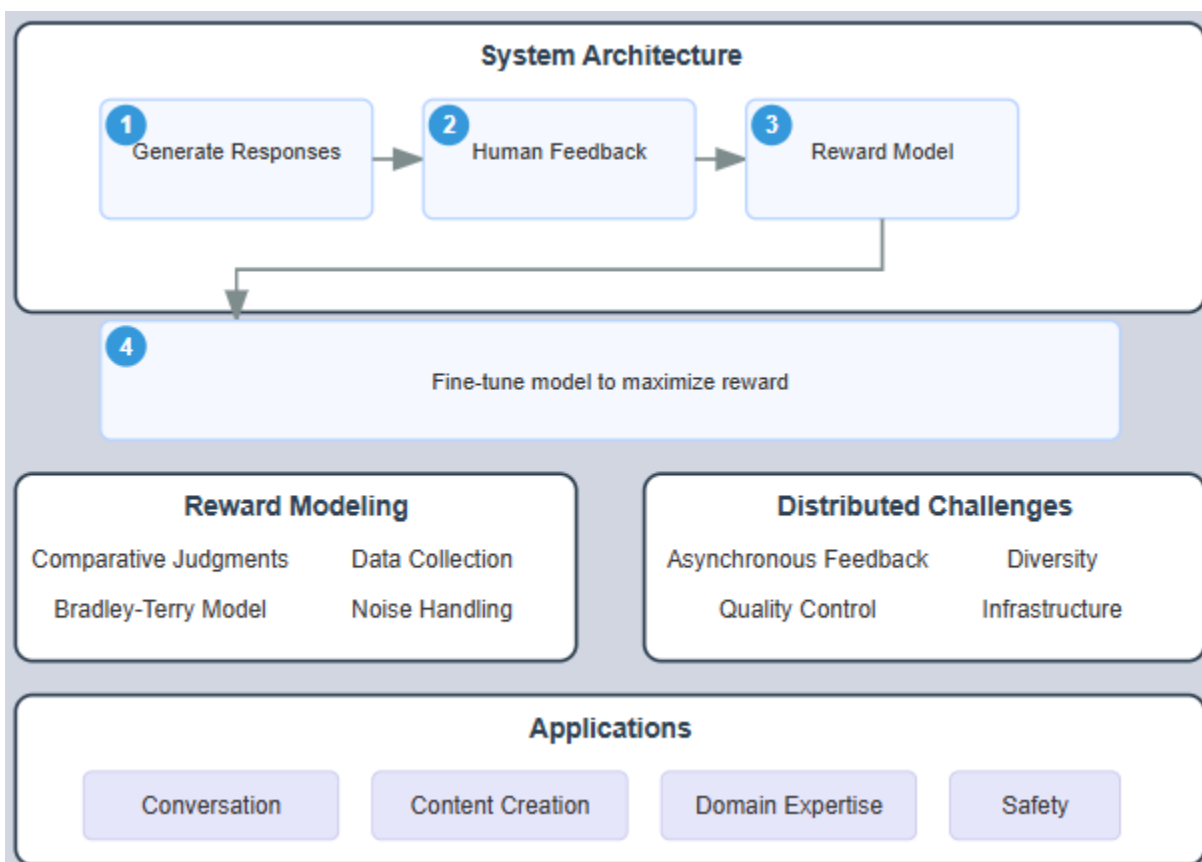 System Architecture
1
Generate Responses
2
Human Feedback
3
Reward Model
4
Fine-tune model to maximize reward
Reward Modeling
Comparative Judgments
Data Collection
Bradley-Terry Model
Noise Handling
Distributed Challenges
Asynchronous Feedback
Diversity
Quality Control
Infrastructure
Applications
Conversation
Content Creation
Domain Expertise
Safety